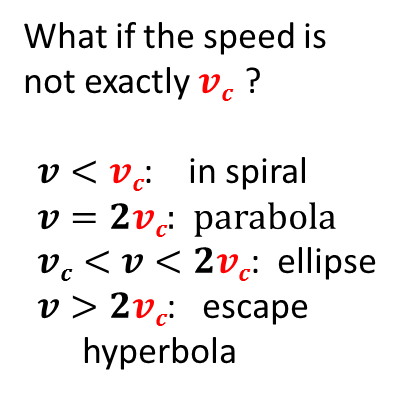 What if the speed is
not exactly v_c ?
v < v_c: in spiral
v = 2v_c: parabola
v_c < v < 2v_c: ellipse
v > 2v_c: escape
hyperbola